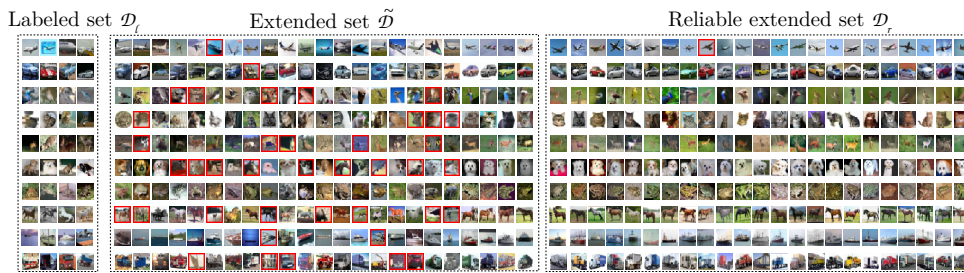 Labeled set 𝒟_ℓ Extended set 𝒟̃ Reliable extended set 𝒟_r